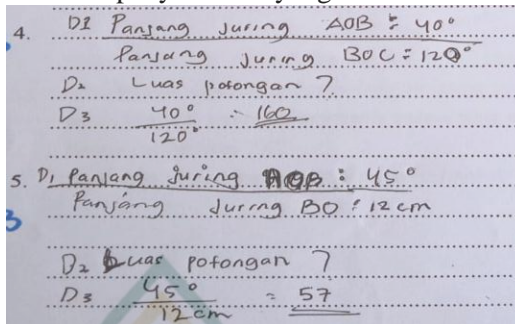 4. D1 Panjang Juring AOB : 40°
Panjang Juring BOC : 120°
D2 Luas potongan ?
D3 40° / 120° = 160
5. D1 Panjang Juring AOB : 45°
Panjang Jurring BO : 12 cm
D2 Luas potongan ?
D3 45° / 12 cm = 57